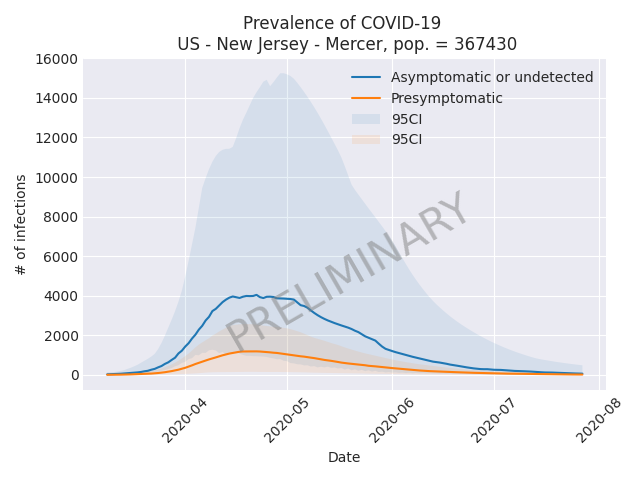 Prevalence of COVID-19
US - New Jersey - Mercer, pop. = 367430
16000
14000
12000
10000
8000
6000
4000
2000
0
# of infections
Asymptomatic or undetected
Presymptomatic
95CI
95CI
PRELIMINARY
2020-04
2020-05
2020-06
2020-07
2020-08
Date